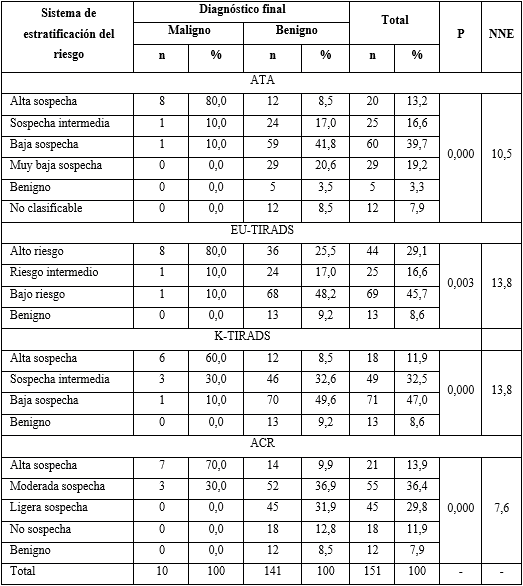 Sistema de estratificación del riesgo | Diagnóstico final | Total | P | NNE
Maligno | Benigno
n | % | n | % | n | %
ATA
Alta sospecha | 8 | 80,0 | 12 | 8,5 | 20 | 13,2 | 0,000 | 10,5
Sospecha intermedia | 1 | 10,0 | 24 | 17,0 | 25 | 16,6
Baja sospecha | 1 | 10,0 | 59 | 41,8 | 60 | 39,7
Muy baja sospecha | 0 | 0,0 | 29 | 20,6 | 29 | 19,2
Benigno | 0 | 0,0 | 5 | 3,5 | 5 | 3,3
No clasificable | 0 | 0,0 | 12 | 8,5 | 12 | 7,9
EU-TIRADS
Alto riesgo | 8 | 80,0 | 36 | 25,5 | 44 | 29,1 | 0,003 | 13,8
Riesgo intermedio | 1 | 10,0 | 24 | 17,0 | 25 | 16,6
Bajo riesgo | 1 | 10,0 | 68 | 48,2 | 69 | 45,7
Benigno | 0 | 0,0 | 13 | 9,2 | 13 | 8,6
K-TIRADS
Alta sospecha | 6 | 60,0 | 12 | 8,5 | 18 | 11,9 | 0,000 | 13,8
Sospecha intermedia | 3 | 30,0 | 46 | 32,6 | 49 | 32,5
Baja sospecha | 1 | 10,0 | 70 | 49,6 | 71 | 47,0
Benigno | 0 | 0,0 | 13 | 9,2 | 13 | 8,6
ACR
Alta sospecha | 7 | 70,0 | 14 | 9,9 | 21 | 13,9 | 0,000 | 7,6
Moderada sospecha | 3 | 30,0 | 52 | 36,9 | 55 | 36,4
Ligera sospecha | 0 | 0,0 | 45 | 31,9 | 45 | 29,8
No sospecha | 0 | 0,0 | 18 | 12,8 | 18 | 11,9
Benigno | 0 | 0,0 | 12 | 8,5 | 12 | 7,9
Total | 10 | 100 | 141 | 100 | 151 | 100 | - | -